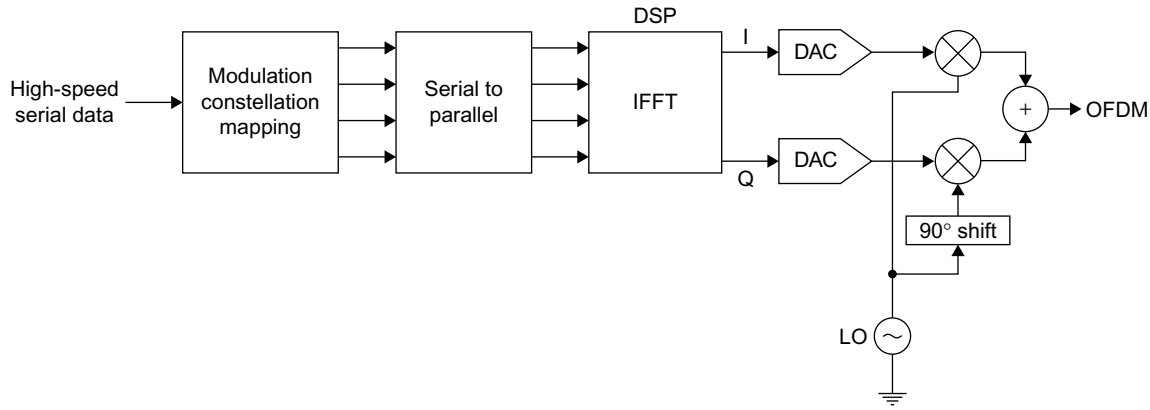 DSP
High-speed
serial data
Modulation
constellation
mapping
Serial to
parallel
IFFT
I
DAC
+
OFDM
Q
DAC
90° shift
LO